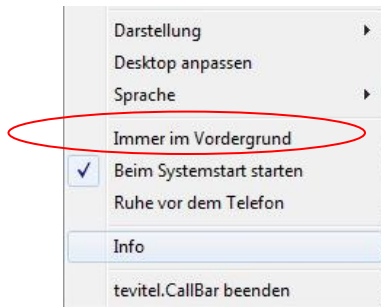 Darstellung
Desktop anpassen
Sprache
Immer im Vordergrund
Beim Systemstart starten
Ruhe vor dem Telefon
Info
tevitel.CallBar beenden